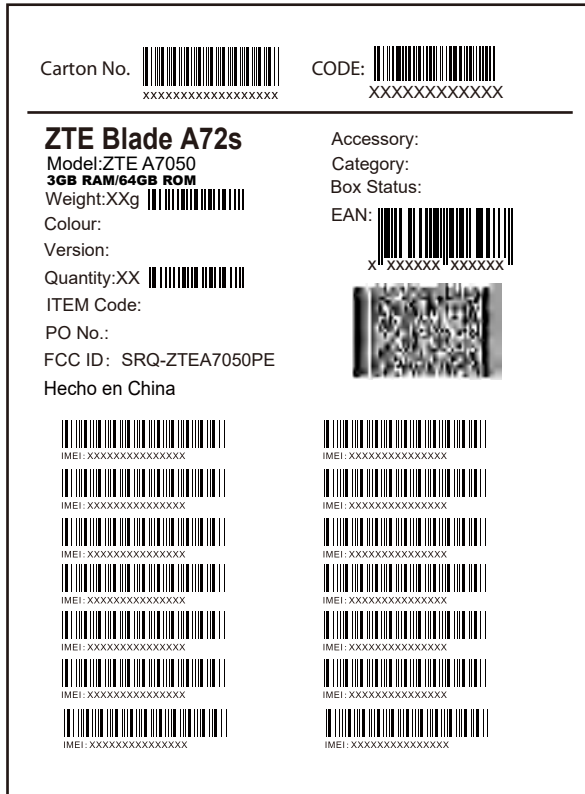 Carton No.
XXXXXXXXXXXXXXXXXXX
CODE:
XXXXXXXXXXXX
ZTE Blade A72s
Model:ZTE A7050
3GB RAM/64GB ROM
Weight:XXg
Colour:
Version:
Quantity:XX
ITEM Code:
PO No.:
FCC ID: SRQ-ZTEA7050PE
Hecho en China
Accessory:
Category:
Box Status:
EAN:
X XXXXXX XXXXXX
IMEI: XXXXXXXXXXXXXXX
IMEI: XXXXXXXXXXXXXXX
IMEI: XXXXXXXXXXXXXXX
IMEI: XXXXXXXXXXXXXXX
IMEI: XXXXXXXXXXXXXXX
IMEI: XXXXXXXXXXXXXXX
IMEI: XXXXXXXXXXXXXXX
IMEI: XXXXXXXXXXXXXXX
IMEI: XXXXXXXXXXXXXXX
IMEI: XXXXXXXXXXXXXXX
IMEI: XXXXXXXXXXXXXXX
IMEI: XXXXXXXXXXXXXXX
IMEI: XXXXXXXXXXXXXXX
IMEI: XXXXXXXXXXXXXXX